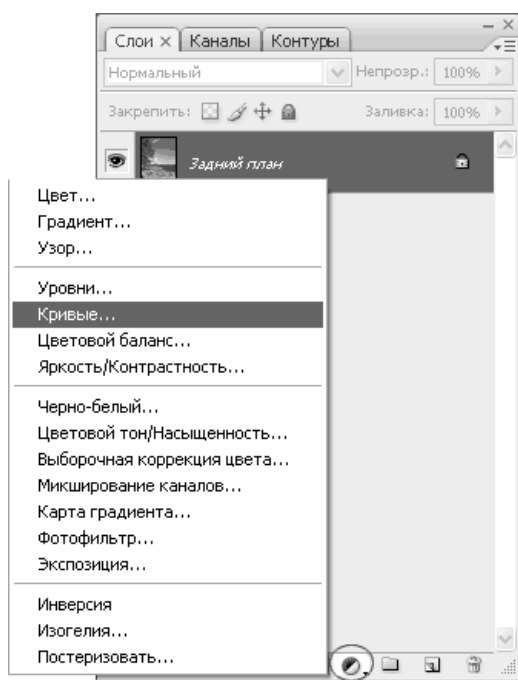 Слои × Каналы Контуры
Нормальный Непрозр.: 100%
Закрепить: Заливка: 100%
Задний план
Цвет...
Градиент...
Узор...
Уровни...
Кривые...
Цветовой баланс...
Яркость/Контрастность...
Черно-белый...
Цветовой тон/Насыщенность...
Выборочная коррекция цвета...
Микширование каналов...
Карта градиента...
Фотофильтр...
Экспозиция...
Инверсия
Изогелия...
Постеризовать...